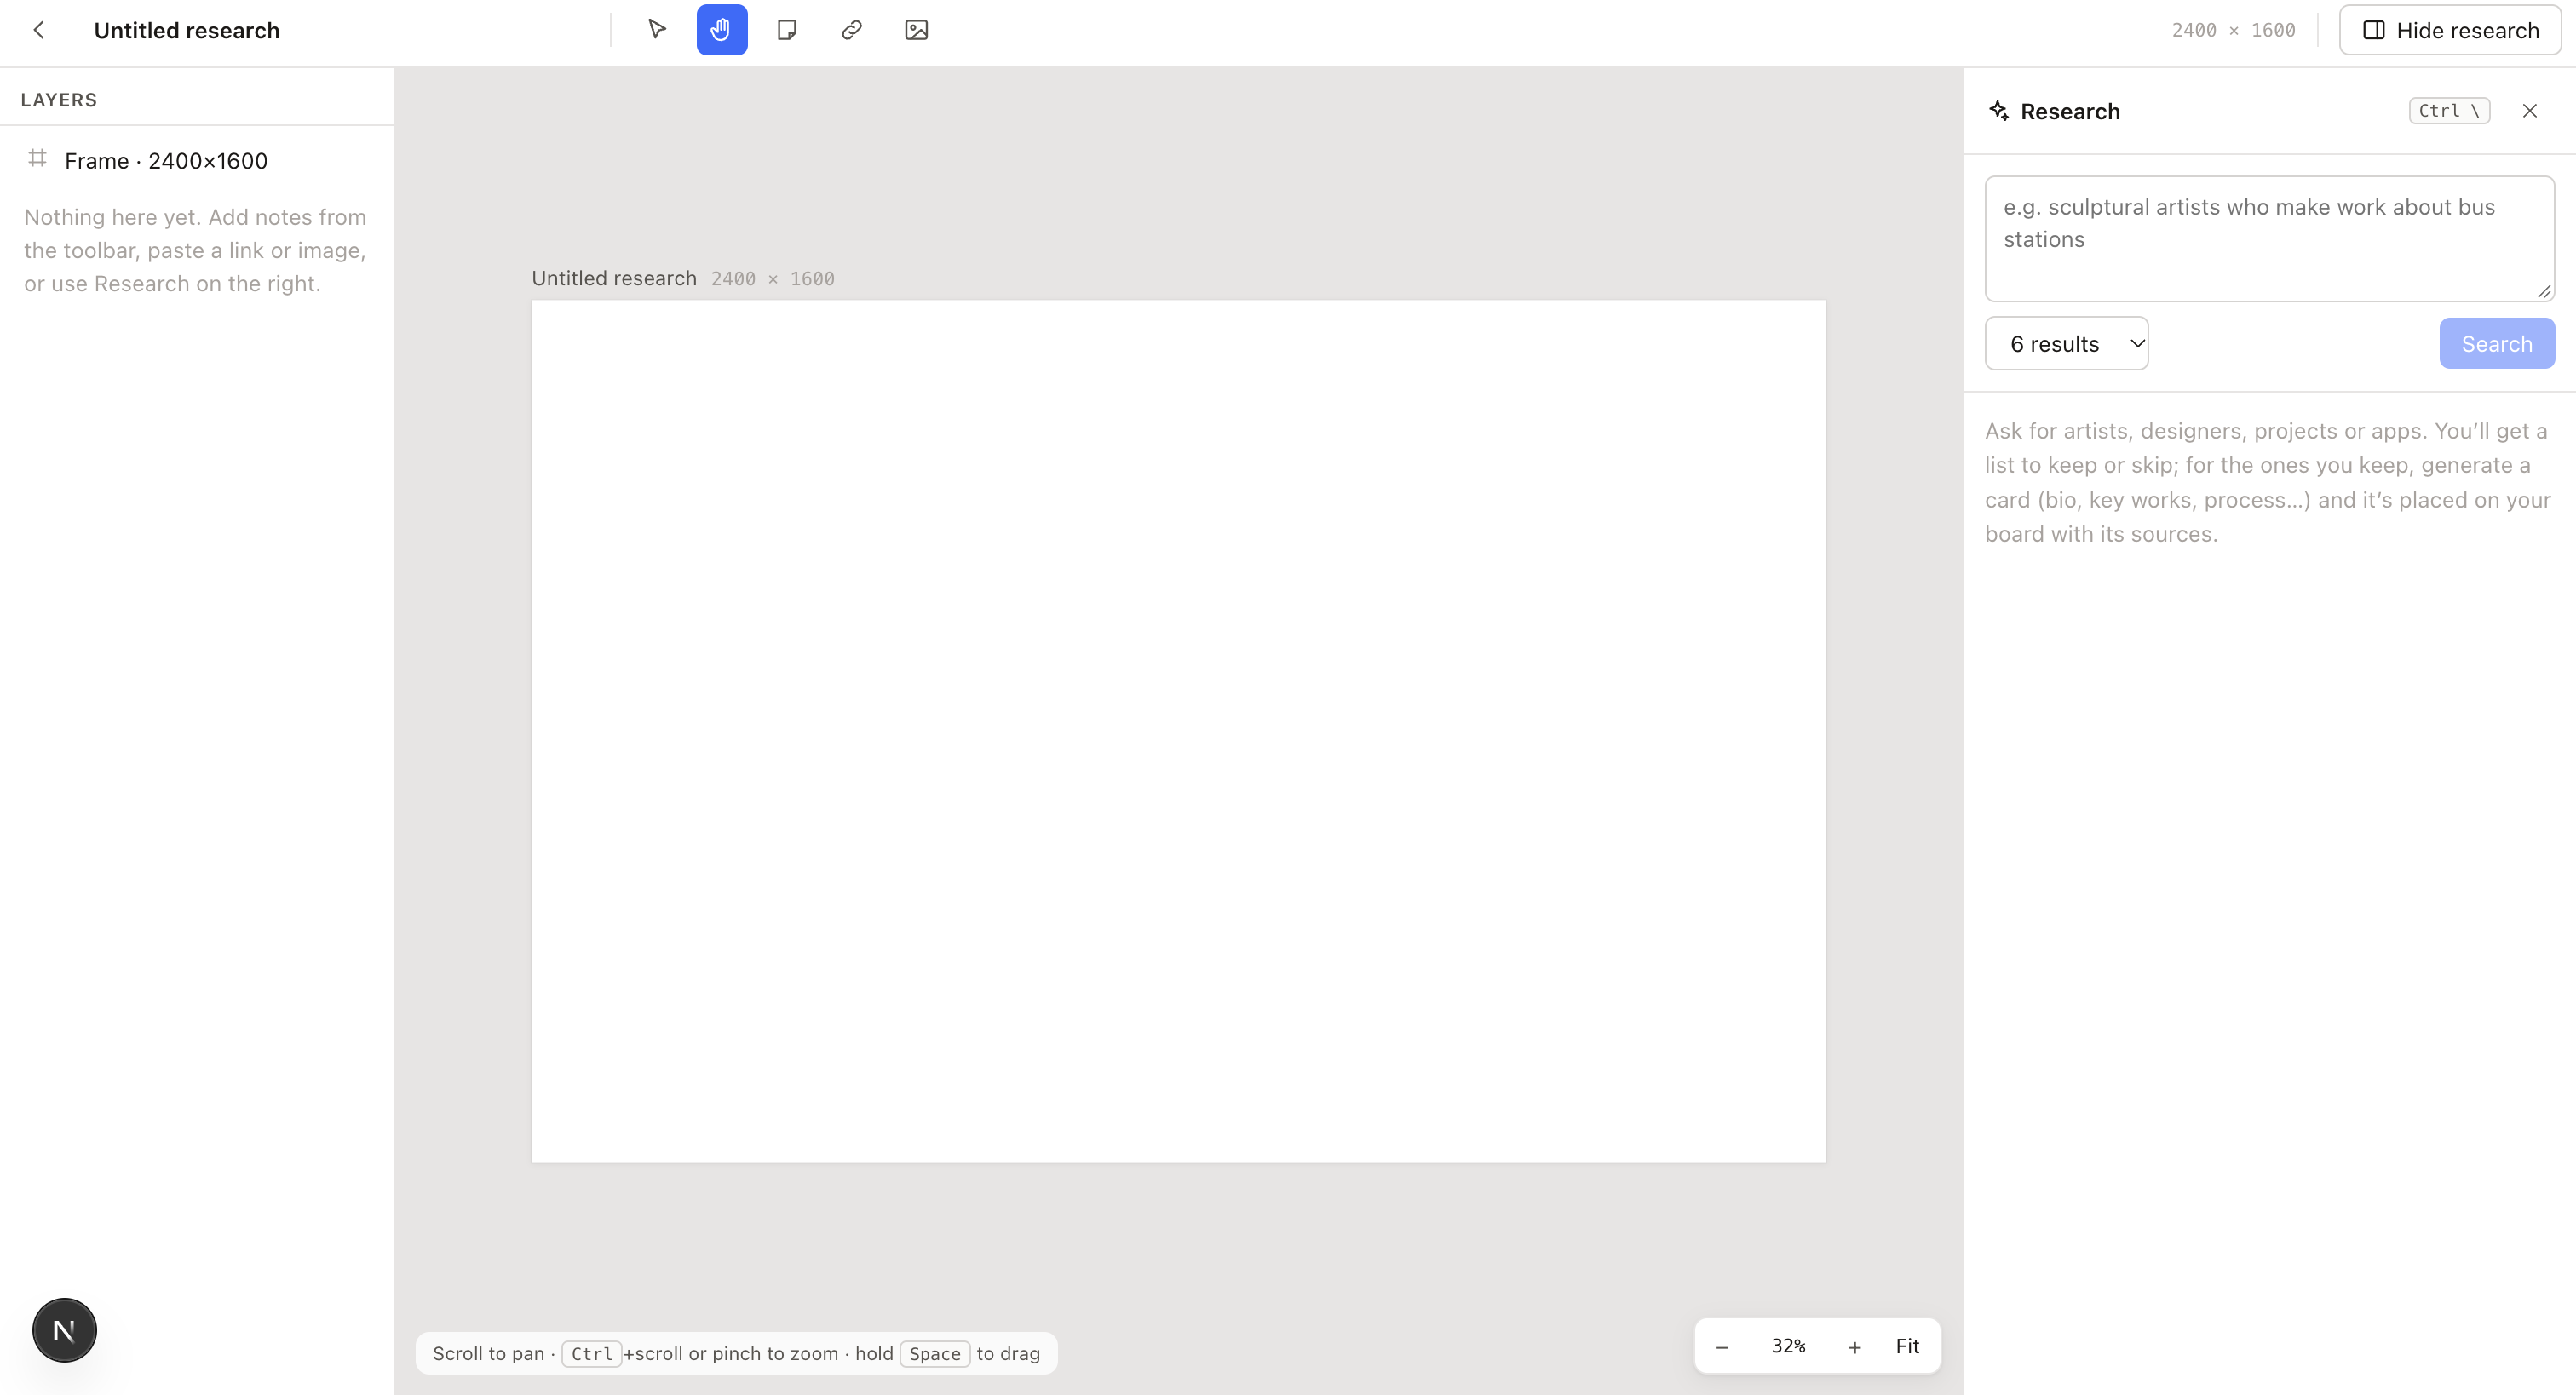 Untitled research
2400 × 1600
Hide research
LAYERS
Frame · 2400×1600
Nothing here yet. Add notes from
the toolbar, paste a link or image,
or use Research on the right.
Untitled research 2400 × 1600
Scroll to pan · Ctrl +scroll or pinch to zoom · hold Space to drag
− 32% + Fit
Research Ctrl \
e.g. sculptural artists who make work about bus
stations
6 results
Search
Ask for artists, designers, projects or apps. You’ll get a
list to keep or skip; for the ones you keep, generate a
card (bio, key works, process…) and it’s placed on your
board with its sources.
N